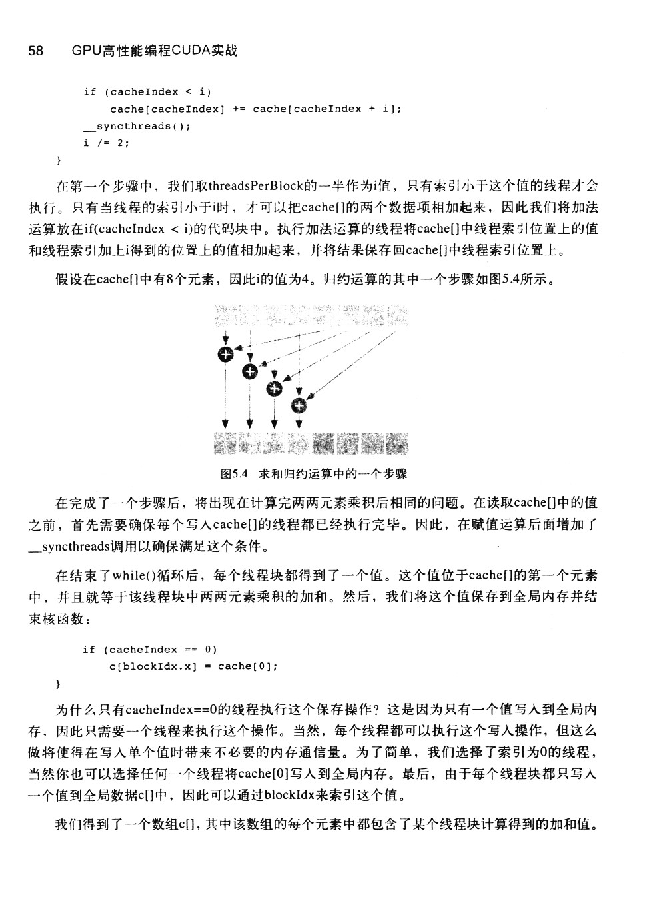 58 GPU高性能编程CUDA实战
if (cacheIndex < i)
cache[cacheIndex] += cache[cacheIndex + i];
__syncthreads();
i /= 2;
}
在第一个步骤中，我们取threadsPerBlock的一半作为i值，只有索引小于这个值的线程才会
执行。只有当线程的索引小于i时，才可以把cache[]的两个数据项相加起来，因此我们将加法
运算放在if(cacheIndex < i)的代码块中。执行加法运算的线程将cache[]中线程索引位置上的值
和线程索引加上i得到的位置上的值相加起来，并将结果保存回cache[]中线程索引位置上。
假设在cache[]中有8个元素，因此i的值为4。归约运算的其中一个步骤如图5.4所示。
图5.4 求和归约运算中的一个步骤
在完成了一个步骤后，将出现在计算完两两元素乘积后相同的问题。在读取cache[]中的值
之前，首先需要确保每个写入cache[]的线程都已经执行完毕。因此，在赋值运算后面增加了
__syncthreads调用以确保满足这个条件。
在结束了while()循环后，每个线程块都得到了一个值。这个值位于cache[]的第一个元素
中，并且就等于该线程块中两两元素乘积的加和。然后，我们将这个值保存到全局内存并结
束核函数：
if (cacheIndex == 0)
c[blockIdx.x] = cache[0];
}
为什么只有cacheIndex==0的线程执行这个保存操作？这是因为只有一个值写入到全局内
存，因此只需要一个线程来执行这个操作。当然，每个线程都可以执行这个写入操作，但这么
做将使得在写入单个值时带来不必要的内存通信量。为了简单，我们选择了索引为0的线程，
当然你也可以选择任何一个线程将cache[0]写入到全局内存。最后，由于每个线程块都只写入
一个值到全局数据c[]中，因此可以通过blockIdx来索引这个值。
我们得到了一个数组c[]，其中该数组的每个元素中都包含了某个线程块计算得到的加和值。